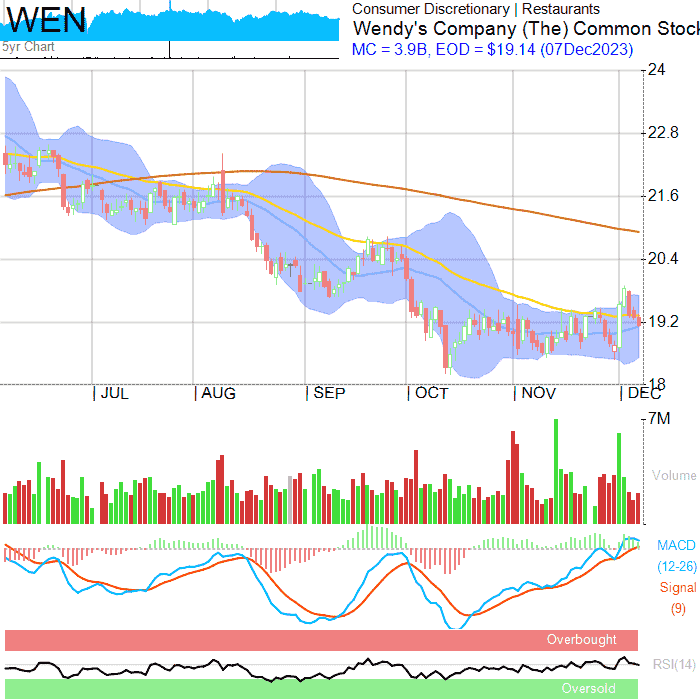 WEN
5yr Chart
Consumer Discretionary | Restaurants
Wendy's Company (The) Common Stock
MC = 3.9B, EOD = $19.14 (07Dec2023)
24
22.8
21.6
20.4
19.2
18
JUL
AUG
SEP
OCT
NOV
DEC
7M
Volume
MACD
(12-26)
Signal
(9)
Overbought
RSI(14)
Oversold